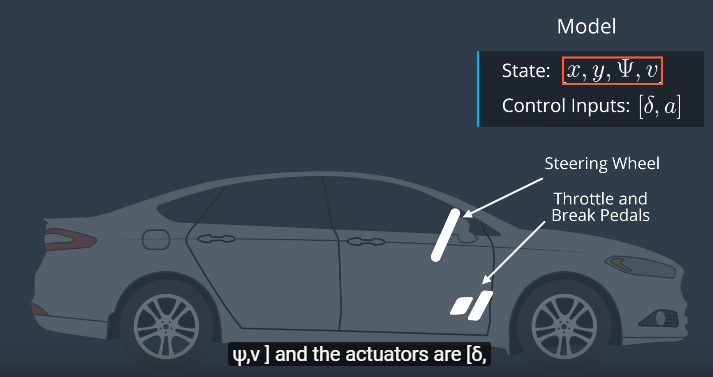 Model
State: [x, y, Ψ, v]
Control Inputs: [δ, a]
Steering Wheel
Throttle and
Break Pedals
ψ,v ] and the actuators are [δ,